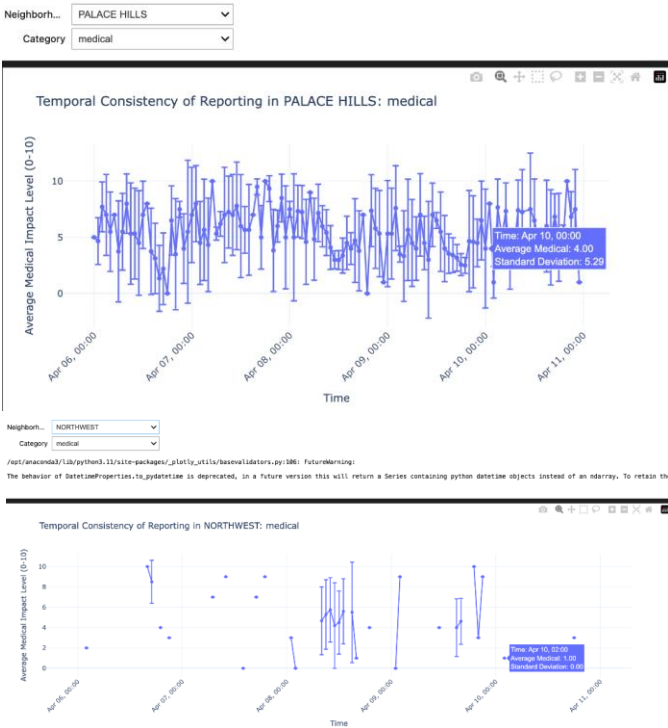 Neighborh... PALACE HILLS
Category medical
Temporal Consistency of Reporting in PALACE HILLS: medical
Average Medical Impact Level (0-10)
10
5
0
Time: Apr 10, 00:00
Average Medical: 4.00
Standard Deviation: 5.29
Apr 06, 00:00
Apr 07, 00:00
Apr 08, 00:00
Apr 09, 00:00
Apr 10, 00:00
Apr 11, 00:00
Time
Neighborh... NORTHWEST
Category medical
/opt/anaconda3/lib/python3.11/site-packages/_plotly_utils/basevalidators.py:106: FutureWarning:
The behavior of DatetimeProperties.to_pydatetime is deprecated, in a future version this will return a Series containing python datetime objects instead of an ndarray. To retain the
Temporal Consistency of Reporting in NORTHWEST: medical
Average Medical Impact Level (0-10)
10
8
6
4
2
0
Time: Apr 10, 02:00
Average Medical: 1.00
Standard Deviation: 0.00
Apr 06, 00:00
Apr 07, 00:00
Apr 08, 00:00
Apr 09, 00:00
Apr 10, 00:00
Apr 11, 00:00
Time